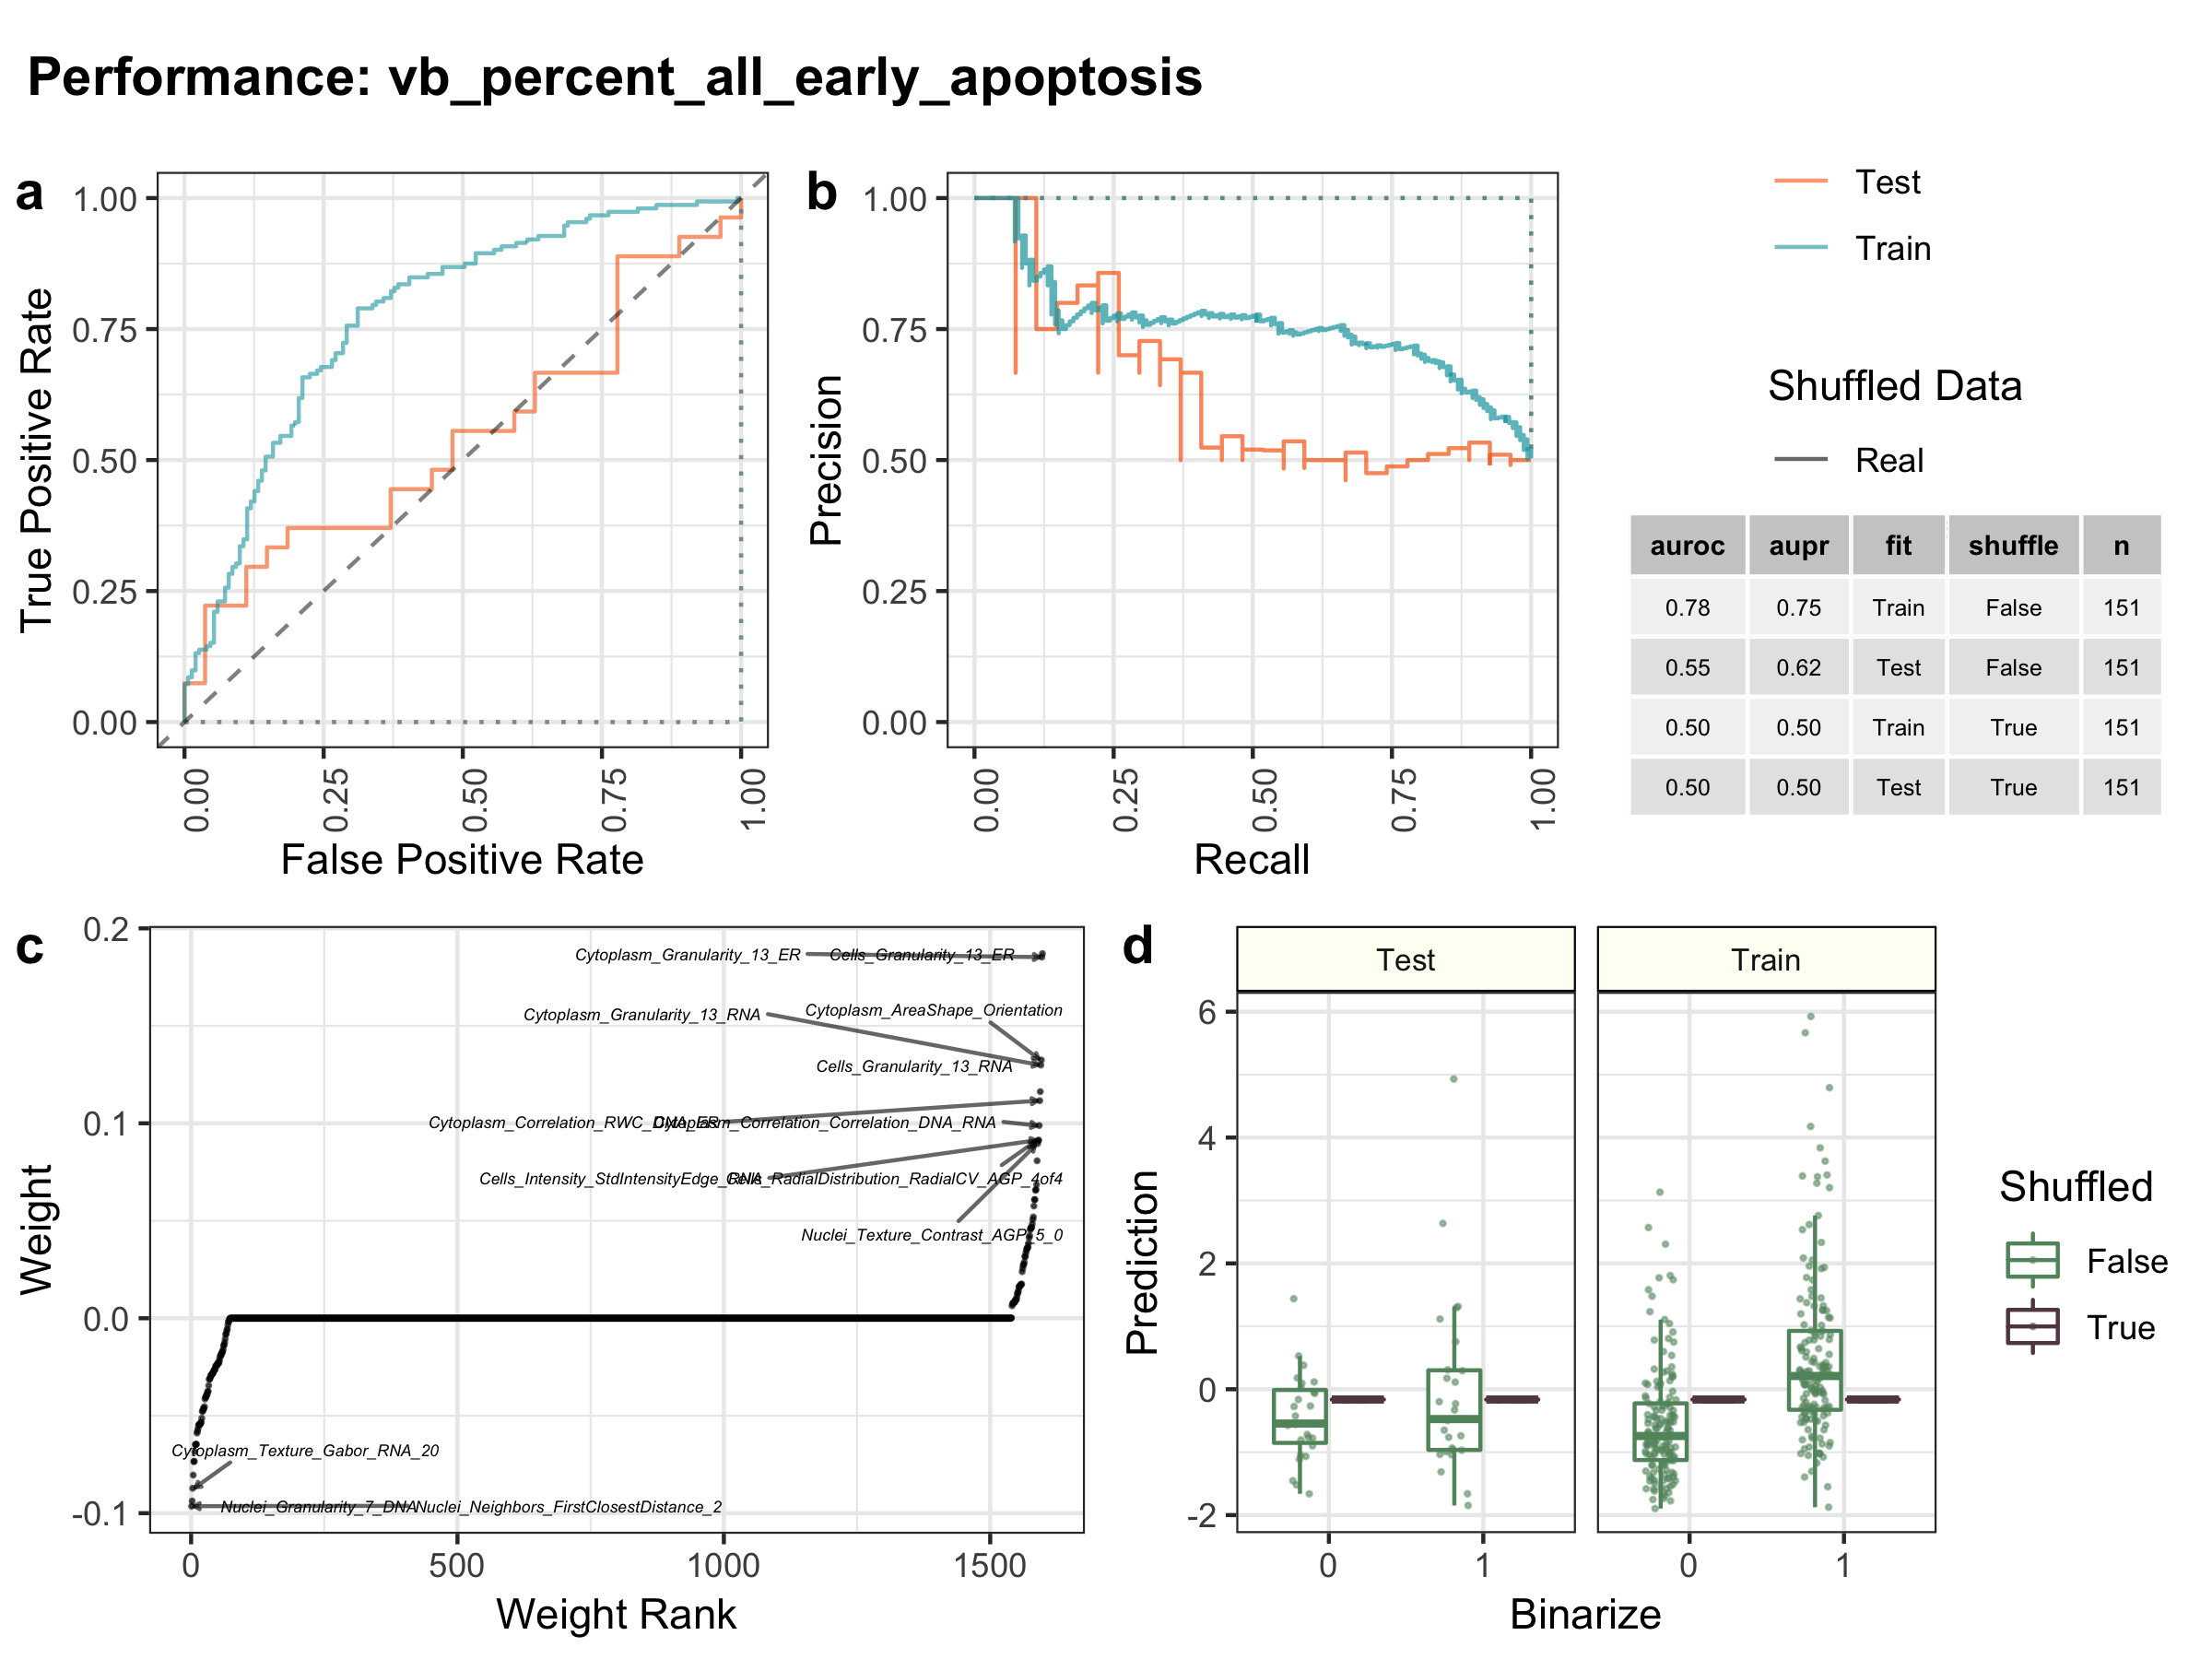 Performance: vb_percent_all_early_apoptosis
a
1.00
0.75
0.50
0.25
0.00
True Positive Rate
0.00
0.25
0.50
0.75
1.00
False Positive Rate
b
1.00
0.75
0.50
0.25
0.00
Precision
0.00
0.25
0.50
0.75
1.00
Recall
Test
Train
Shuffled Data
Real
auroc aupr fit shuffle n
0.78 0.75 Train False 151
0.55 0.62 Test False 151
0.50 0.50 Train True 151
0.50 0.50 Test True 151
c
0.2
0.1
0.0
-0.1
Weight
Cytoplasm_Granularity_13_ER
Cells_Granularity_13_ER
Cytoplasm_AreaShape_Orientation
Cytoplasm_Granularity_13_RNA
Cells_Granularity_13_RNA
Cytoplasm_Correlation_RWC_DNA_ER
Cytoplasm_Correlation_Correlation_DNA_RNA
Cells_Intensity_StdIntensityEdge_RNA
Cells_RadialDistribution_RadialCV_AGP_4of4
Nuclei_Texture_Contrast_AGP_5_0
Cytoplasm_Texture_Gabor_RNA_20
Nuclei_Granularity_7_DNA
Nuclei_Neighbors_FirstClosestDistance_2
0
500
1000
1500
Weight Rank
d
Test
Train
6
4
2
0
-2
Prediction
0
1
0
1
Binarize
Shuffled
False
True